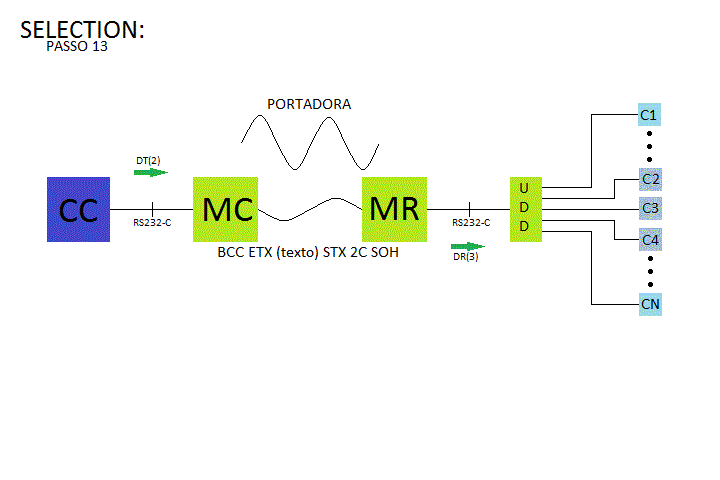 SELECTION:
PASSO 13
PORTADORA
DT(2)
CC
MC
MR
RS232-C
RS232-C
BCC ETX (texto) STX 2C SOH
DR(3)
U
D
D
C1
C2
C3
C4
CN